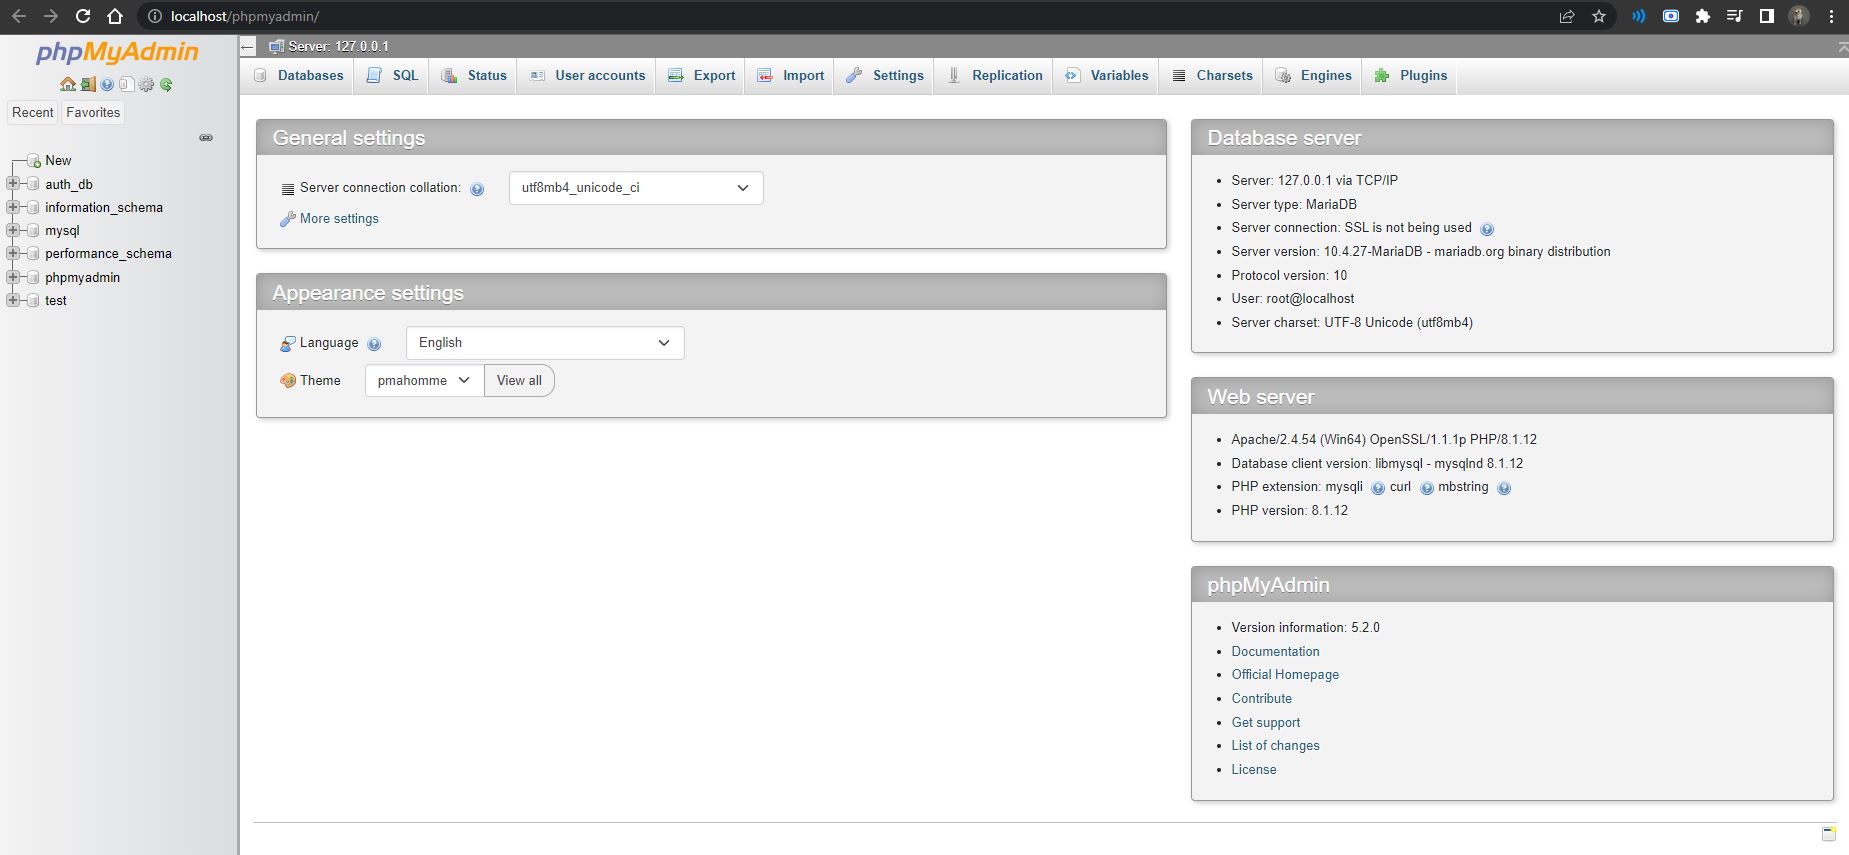 localhost/phpmyadmin/
phpMyAdmin
Recent
Favorites
New
auth_db
information_schema
mysql
performance_schema
phpmyadmin
test
Server: 127.0.0.1
Databases
SQL
Status
User accounts
Export
Import
Settings
Replication
Variables
Charsets
Engines
Plugins
General settings
Server connection collation:
utf8mb4_unicode_ci
More settings
Appearance settings
Language
English
Theme
pmahomme
View all
Database server
Server: 127.0.0.1 via TCP/IP
Server type: MariaDB
Server connection: SSL is not being used
Server version: 10.4.27-MariaDB - mariadb.org binary distribution
Protocol version: 10
User: root@localhost
Server charset: UTF-8 Unicode (utf8mb4)
Web server
Apache/2.4.54 (Win64) OpenSSL/1.1.1p PHP/8.1.12
Database client version: libmysql - mysqlnd 8.1.12
PHP extension: mysqli curl mbstring
PHP version: 8.1.12
phpMyAdmin
Version information: 5.2.0
Documentation
Official Homepage
Contribute
Get support
List of changes
License